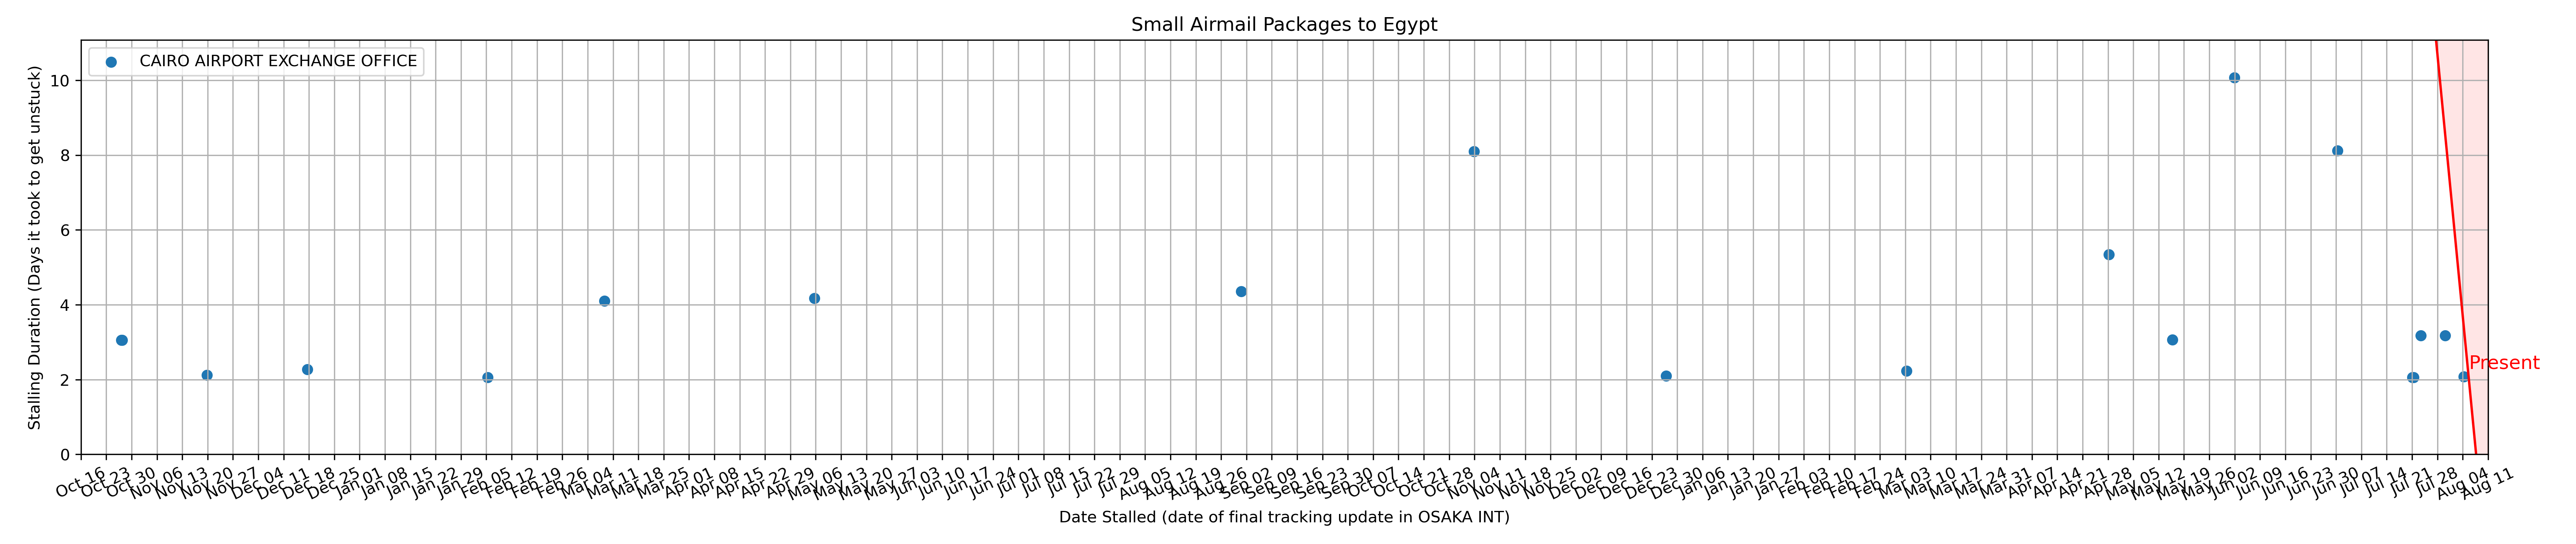 Small Airmail Packages to Egypt
CAIRO AIRPORT EXCHANGE OFFICE
Stalling Duration (Days it took to get unstuck)
10
8
6
4
2
0
Present
Oct 16
Oct 23
Oct 30
Nov 06
Nov 13
Nov 20
Nov 27
Dec 04
Dec 11
Dec 18
Dec 25
Jan 01
Jan 08
Jan 15
Jan 22
Jan 29
Feb 05
Feb 12
Feb 19
Feb 26
Mar 04
Mar 11
Mar 18
Mar 25
Apr 01
Apr 08
Apr 15
Apr 22
Apr 29
May 06
May 13
May 20
May 27
Jun 03
Jun 10
Jun 17
Jun 24
Jul 01
Jul 08
Jul 15
Jul 22
Jul 29
Aug 05
Aug 12
Aug 19
Aug 26
Sep 02
Sep 09
Sep 16
Sep 23
Sep 30
Oct 07
Oct 14
Oct 21
Oct 28
Nov 04
Nov 11
Nov 18
Nov 25
Dec 02
Dec 09
Dec 16
Dec 23
Dec 30
Jan 06
Jan 13
Jan 20
Jan 27
Feb 03
Feb 10
Feb 17
Feb 24
Mar 03
Mar 10
Mar 17
Mar 24
Mar 31
Apr 07
Apr 14
Apr 21
Apr 28
May 05
May 12
May 19
May 26
Jun 02
Jun 09
Jun 16
Jun 23
Jun 30
Jul 07
Jul 14
Jul 21
Jul 28
Aug 04
Aug 11
Date Stalled (date of final tracking update in OSAKA INT)